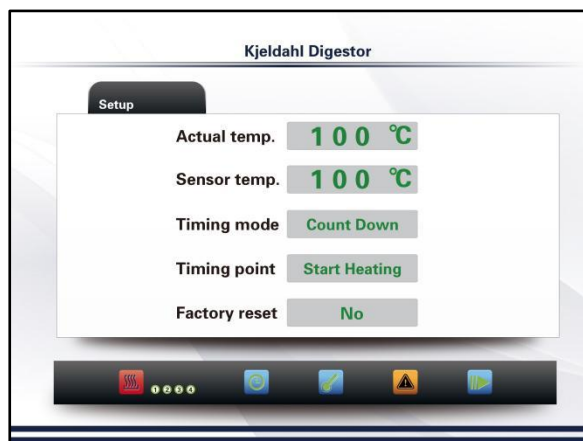 Kjeldahl Digestor
Setup
Actual temp. 100 ℃
Sensor temp. 100 ℃
Timing mode Count Down
Timing point Start Heating
Factory reset No
①②③④